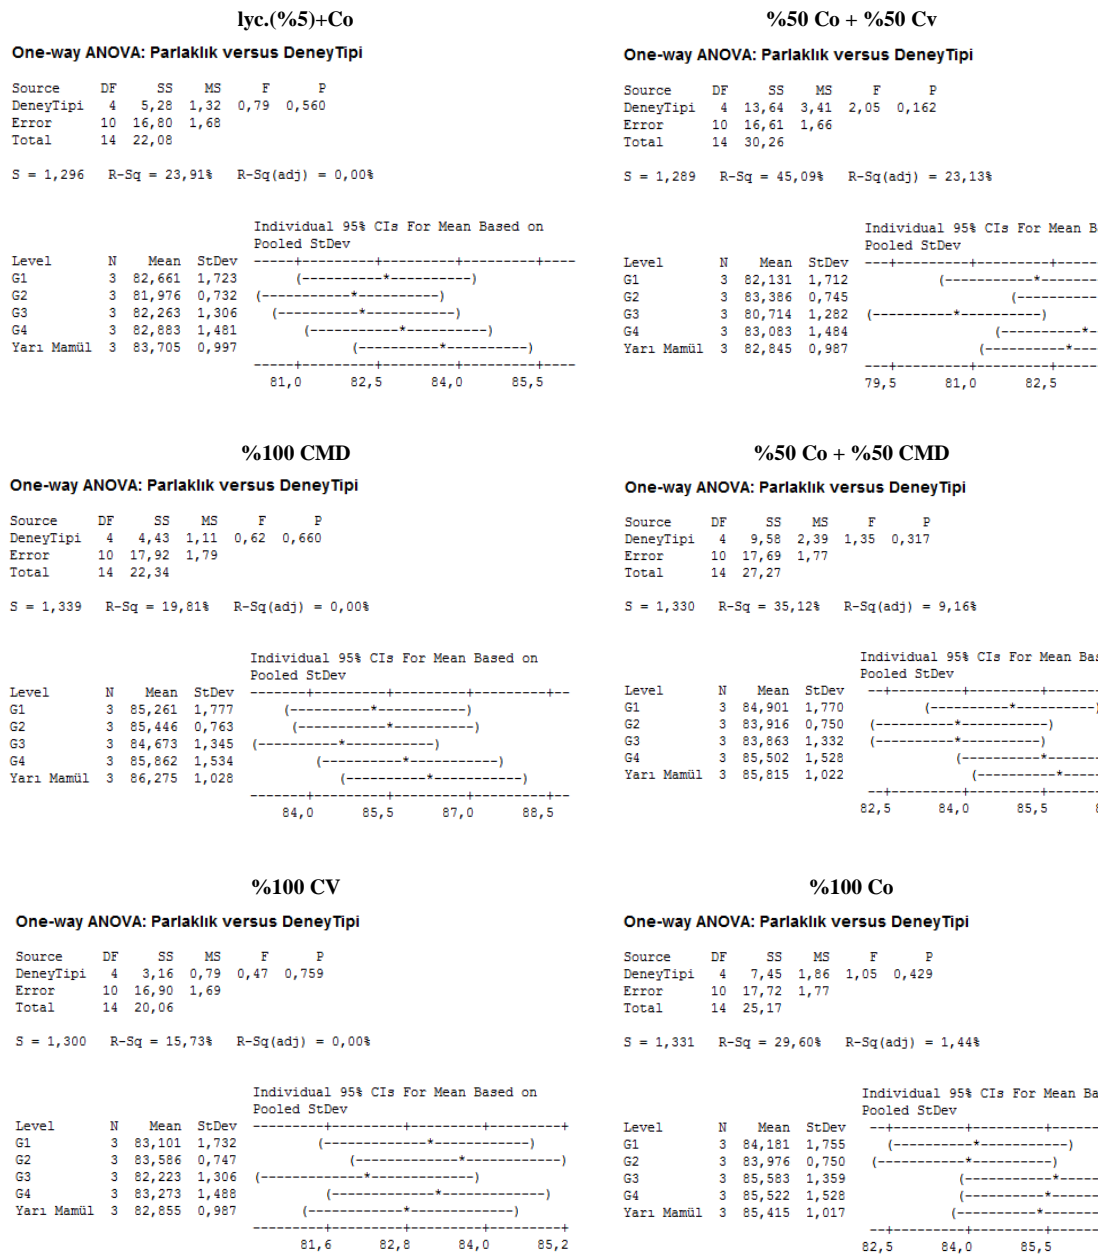 lyc.(%5)+Co
One-way ANOVA: Parlaklık versus DeneyTipi
Source DF SS MS F P
DeneyTipi 4 5,28 1,32 0,79 0,560
Error 10 16,80 1,68
Total 14 22,08
S = 1,296 R-Sq = 23,91% R-Sq(adj) = 0,00%
Individual 95% CIs For Mean Based on
Pooled StDev
Level N Mean StDev
G1 3 82,661 1,723
G2 3 81,976 0,732
G3 3 82,263 1,306
G4 3 82,883 1,481
Yarı Mamül 3 83,705 0,997
81,0 82,5 84,0 85,5
%50 Co + %50 Cv
One-way ANOVA: Parlaklık versus DeneyTipi
Source DF SS MS F P
DeneyTipi 4 13,64 3,41 2,05 0,162
Error 10 16,61 1,66
Total 14 30,26
S = 1,289 R-Sq = 45,09% R-Sq(adj) = 23,13%
Individual 95% CIs For Mean B
Pooled StDev
Level N Mean StDev
G1 3 82,131 1,712
G2 3 83,386 0,745
G3 3 80,714 1,282
G4 3 83,083 1,484
Yarı Mamül 3 82,845 0,987
79,5 81,0 82,5
%100 CMD
One-way ANOVA: Parlaklık versus DeneyTipi
Source DF SS MS F P
DeneyTipi 4 4,43 1,11 0,62 0,660
Error 10 17,92 1,79
Total 14 22,34
S = 1,339 R-Sq = 19,81% R-Sq(adj) = 0,00%
Individual 95% CIs For Mean Based on
Pooled StDev
Level N Mean StDev
G1 3 85,261 1,777
G2 3 85,446 0,763
G3 3 84,673 1,345
G4 3 85,862 1,534
Yarı Mamül 3 86,275 1,028
84,0 85,5 87,0 88,5
%50 Co + %50 CMD
One-way ANOVA: Parlaklık versus DeneyTipi
Source DF SS MS F P
DeneyTipi 4 9,58 2,39 1,35 0,317
Error 10 17,69 1,77
Total 14 27,27
S = 1,330 R-Sq = 35,12% R-Sq(adj) = 9,16%
Individual 95% CIs For Mean Bas
Pooled StDev
Level N Mean StDev
G1 3 84,901 1,770
G2 3 83,916 0,750
G3 3 83,863 1,332
G4 3 85,502 1,528
Yarı Mamül 3 85,815 1,022
82,5 84,0 85,5
%100 CV
One-way ANOVA: Parlaklık versus DeneyTipi
Source DF SS MS F P
DeneyTipi 4 3,16 0,79 0,47 0,759
Error 10 16,90 1,69
Total 14 20,06
S = 1,300 R-Sq = 15,73% R-Sq(adj) = 0,00%
Individual 95% CIs For Mean Based on
Pooled StDev
Level N Mean StDev
G1 3 83,101 1,732
G2 3 83,586 0,747
G3 3 82,223 1,306
G4 3 83,273 1,488
Yarı Mamül 3 82,855 0,987
81,6 82,8 84,0 85,2
%100 Co
One-way ANOVA: Parlaklık versus DeneyTipi
Source DF SS MS F P
DeneyTipi 4 7,45 1,86 1,05 0,429
Error 10 17,72 1,77
Total 14 25,17
S = 1,331 R-Sq = 29,60% R-Sq(adj) = 1,44%
Individual 95% CIs For Mean Ba
Pooled StDev
Level N Mean StDev
G1 3 84,181 1,755
G2 3 83,976 0,750
G3 3 85,583 1,359
G4 3 85,522 1,528
Yarı Mamül 3 85,415 1,017
82,5 84,0 85,5